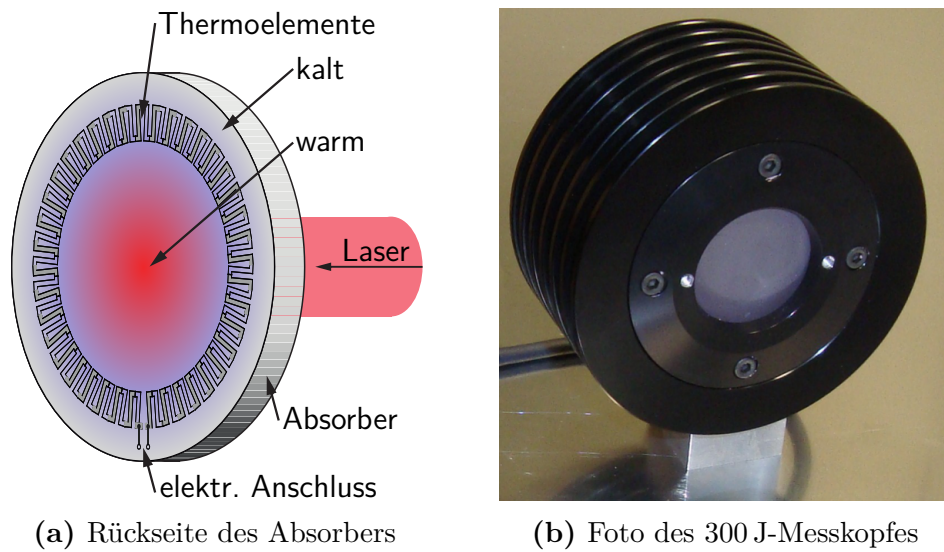 Thermoelemente
kalt
warm
Laser
Absorber
elektr. Anschluss
(a) Rückseite des Absorbers
(b) Foto des 300 J-Messkopfes